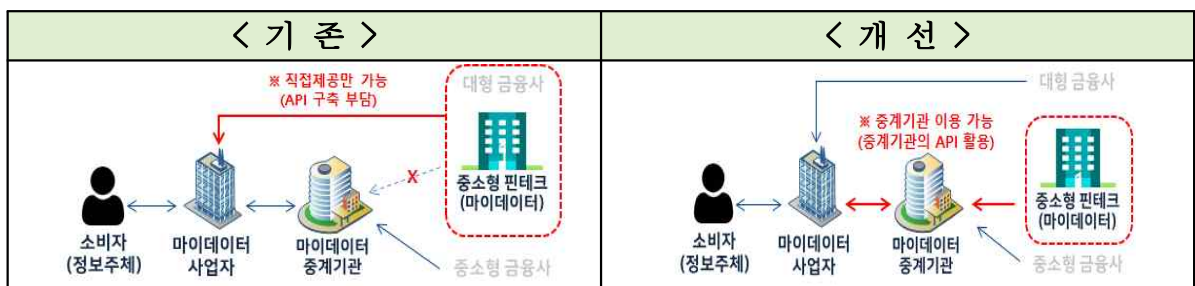 < 기 존 >
< 개 선 >
※ 직접제공만 가능
(API 구축 부담)
대형 금융사
X
중소형 핀테크
(마이데이터)
소비자
(정보주체)
마이데이터
사업자
마이데이터
중계기관
중소형 금융사
대형 금융사
※ 중계기관 이용 가능
(중계기관의 API 활용)
중소형 핀테크
(마이데이터)
소비자
(정보주체)
마이데이터
사업자
마이데이터
중계기관
중소형 금융사